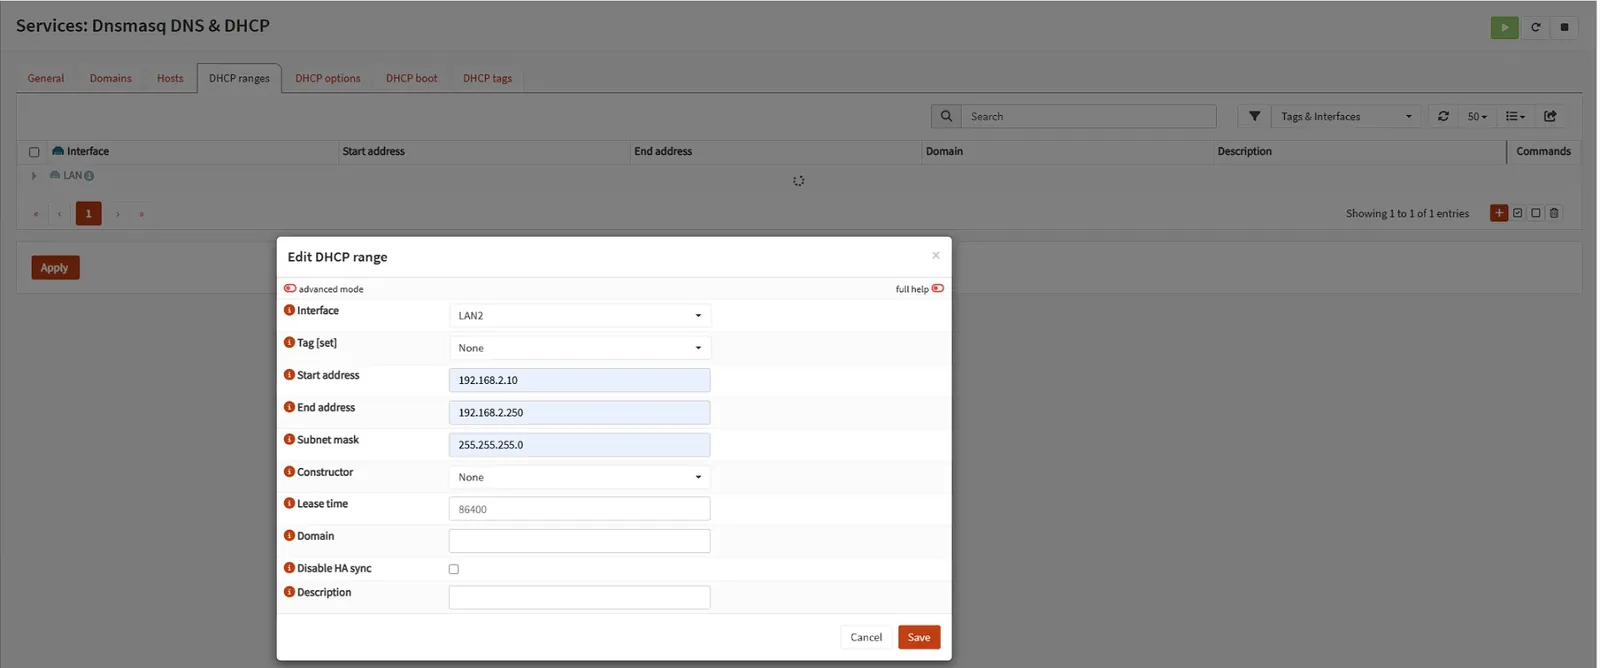 Services: Dnsmasq DNS & DHCP
General Domains Hosts DHCP ranges DHCP options DHCP boot DHCP tags
Search Tags & Interfaces 50
Interface Start address End address Domain Description Commands
LAN 1
« ‹ 1 › » Showing 1 to 1 of 1 entries
Apply
Edit DHCP range ×
advanced mode full help
Interface LAN2
Tag [set] None
Start address 192.168.2.10
End address 192.168.2.250
Subnet mask 255.255.255.0
Constructor None
Lease time 86400
Domain
Disable HA sync
Description
Cancel Save